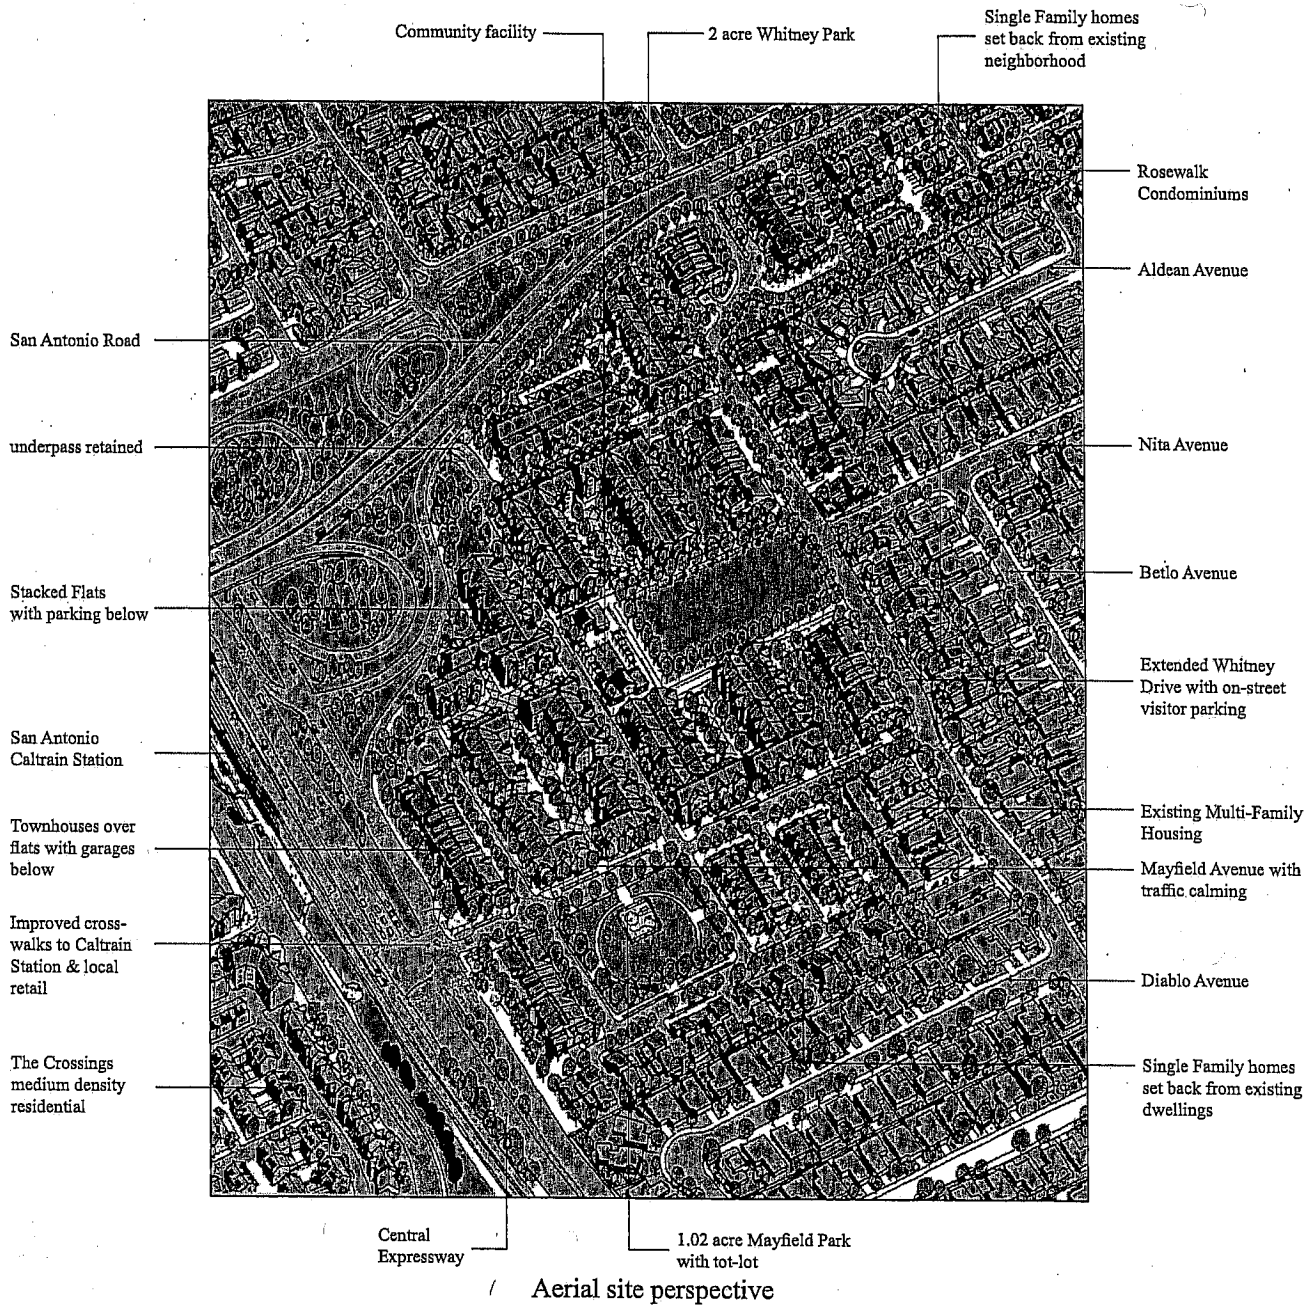 Community facility
2 acre Whitney Park
Single Family homes
set back from existing
neighborhood
Rosewalk
Condominiums
Aldean Avenue
San Antonio Road
underpass retained
Nita Avenue
Betlo Avenue
Stacked Flats
with parking below
Extended Whitney
Drive with on-street
visitor parking
San Antonio
Caltrain Station
Existing Multi-Family
Housing
Townhouses over
flats with garages
below
Mayfield Avenue with
traffic calming
Improved cross-
walks to Caltrain
Station & local
retail
Diablo Avenue
The Crossings
medium density
residential
Single Family homes
set back from existing
dwellings
Central
Expressway
1.02 acre Mayfield Park
with tot-lot
Aerial site perspective